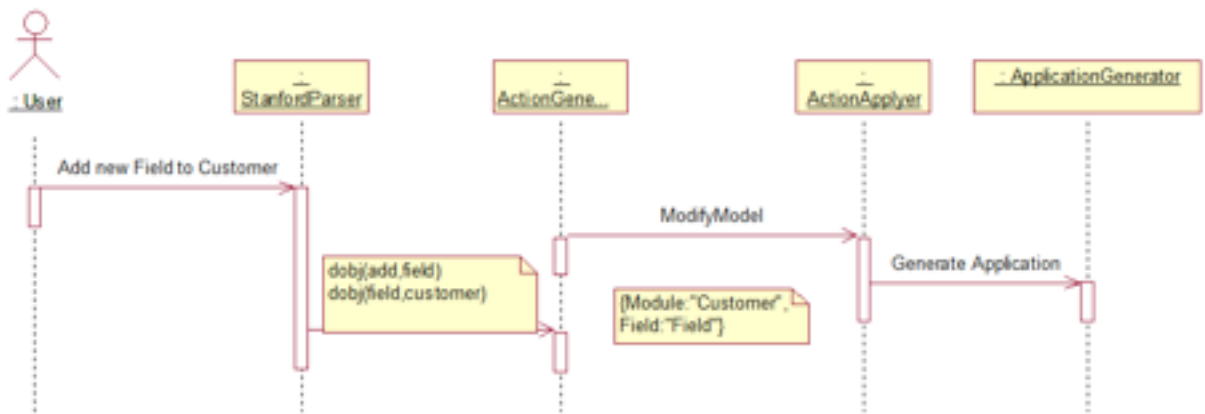 : User
:
StanfordParser
:
ActionGene...
:
ActionApplyer
: ApplicationGenerator
Add new Field to Customer
ModifyModel
Generate Application
dobj(add,field)
dobj(field,customer)
{Module:"Customer",
Field:"Field"}